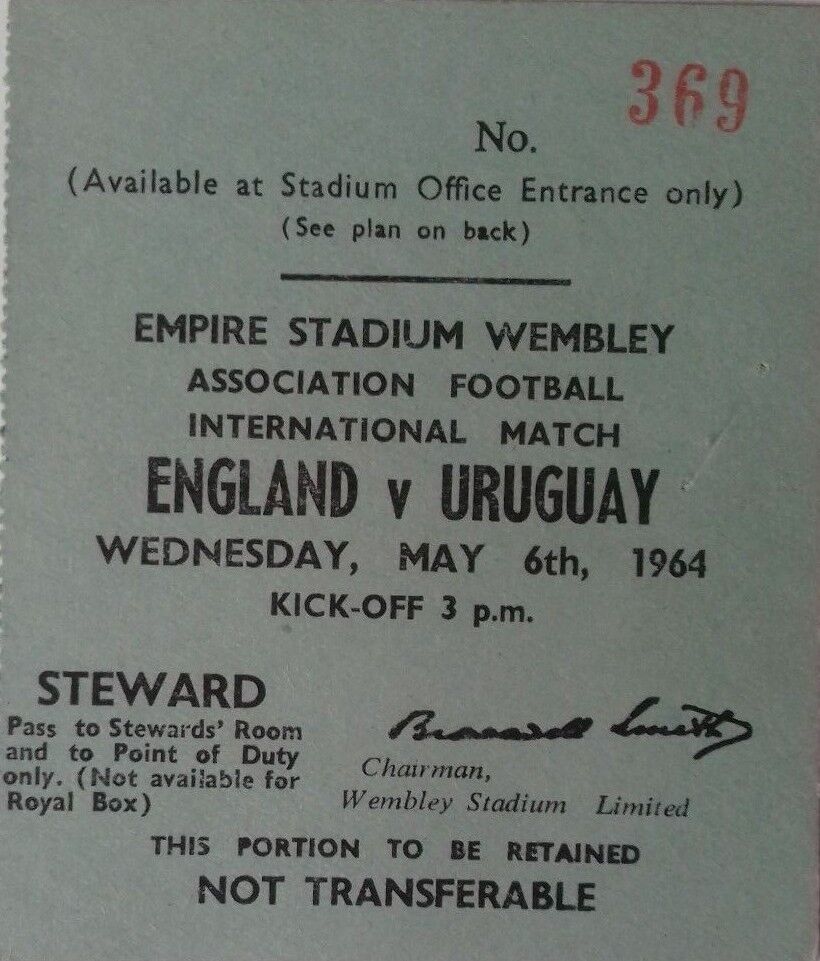 369
No.
(Available at Stadium Office Entrance only)
(See plan on back)
EMPIRE STADIUM WEMBLEY
ASSOCIATION FOOTBALL
INTERNATIONAL MATCH
ENGLAND v URUGUAY
WEDNESDAY, MAY 6th, 1964
KICK-OFF 3 p.m.
STEWARD
Pass to Stewards' Room
and to Point of Duty
only. (Not available for
Royal Box)
Bracewell Smith
Chairman,
Wembley Stadium Limited
THIS PORTION TO BE RETAINED
NOT TRANSFERABLE